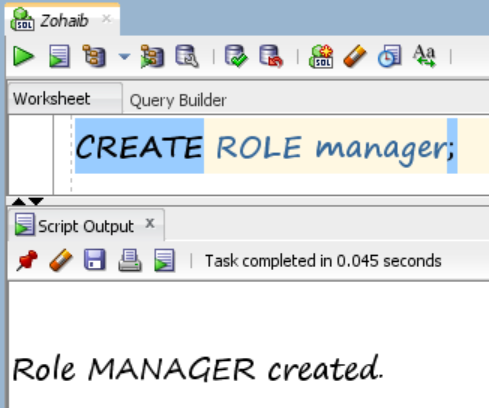 Zohaib
Worksheet Query Builder
CREATE ROLE manager;
Script Output
Task completed in 0.045 seconds
Role MANAGER created.